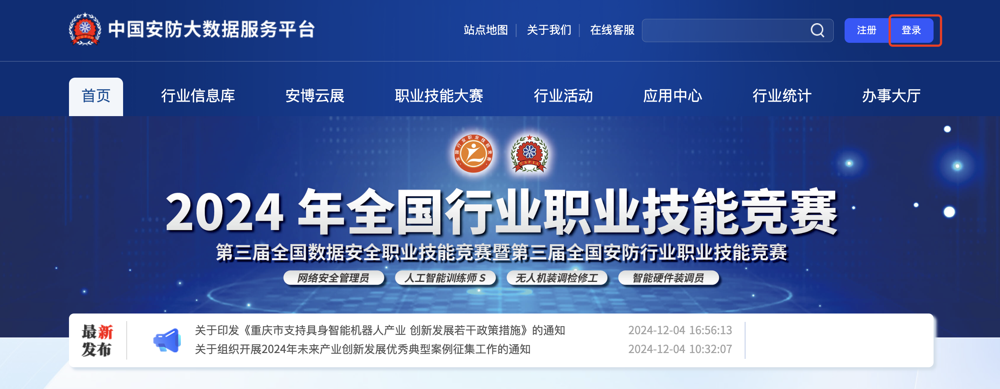 中国安防大数据服务平台
站点地图 关于我们 在线客服 注册 登录
首页 行业信息库 安博云展 职业技能大赛 行业活动 应用中心 行业统计 办事大厅
全国行业职业技能竞赛
CSPIA
2024 年全国行业职业技能竞赛
第三届全国数据安全职业技能竞赛暨第三届全国安防行业职业技能竞赛
网络安全管理员 人工智能训练师 S 无人机装调检修工 智能硬件装调员
最新发布
关于印发《重庆市支持具身智能机器人产业 创新发展若干政策措施》的通知 2024-12-04 16:56:13
关于组织开展2024年未来产业创新发展优秀典型案例征集工作的通知 2024-12-04 10:32:07